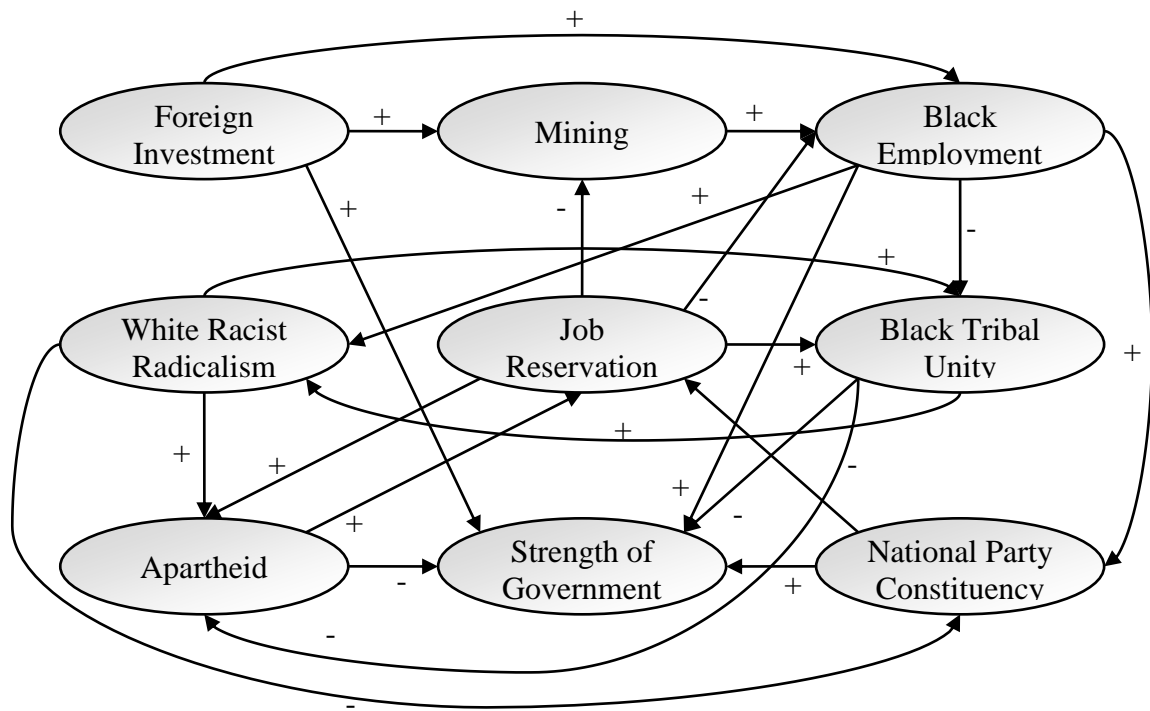 +
Foreign
Investment
+
Mining
+
Black
Employment
+
-
+
-
+
White Racist
Radicalism
Job
Reservation
-
+
Black Tribal
Unity
+
+
+
+
-
+
+
-
Apartheid
-
Strength of
Government
+
National Party
Constituency
-
-